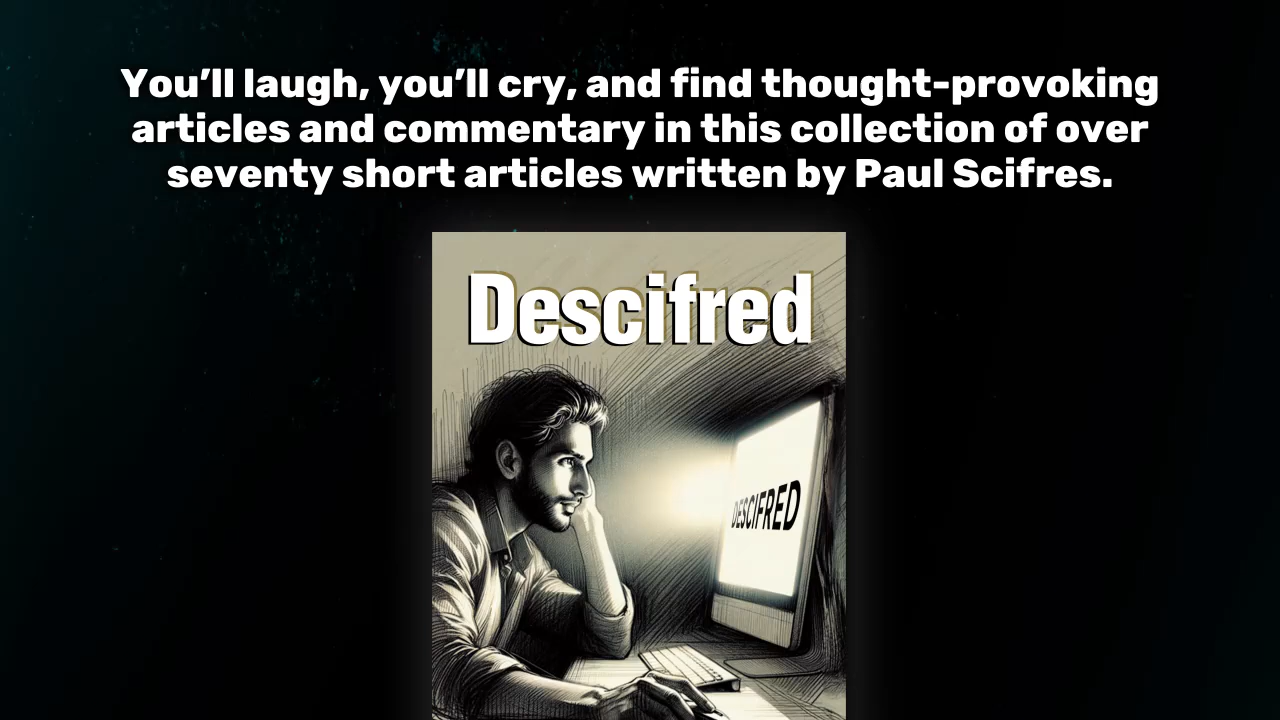 You’ll laugh, you’ll cry, and find thought-provoking
articles and commentary in this collection of over
seventy short articles written by Paul Scifres.
Descifred
DESCIFRED